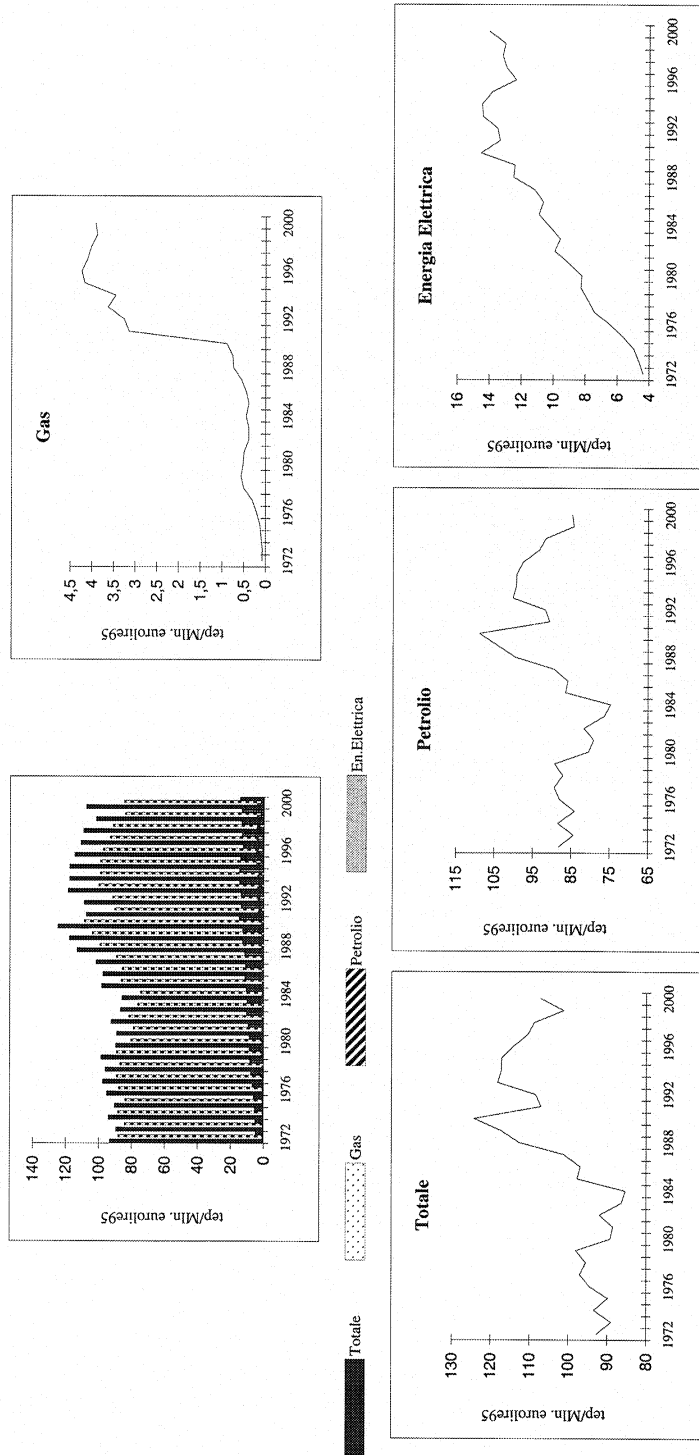 140
120
100
80
60
40
20
0
tep/Mln. eurolire95
1972 1976 1980 1984 1988 1992 1996 2000
Gas
4,5
4
3,5
3
2,5
2
1,5
1
0,5
0
tep/Mln. eurolire95
1972 1976 1980 1984 1988 1992 1996 2000
Totale Gas Petrolio En.Elettrica
Totale
130
120
110
100
90
80
tep/Mln. eurolire95
1972 1976 1980 1984 1988 1992 1996 2000
Petrolio
115
105
95
85
75
65
tep/Mln. eurolire95
1972 1976 1980 1984 1988 1992 1996 2000
Energia Elettrica
16
14
12
10
8
6
4
tep/Mln. eurolire95
1972 1976 1980 1984 1988 1992 1996 2000